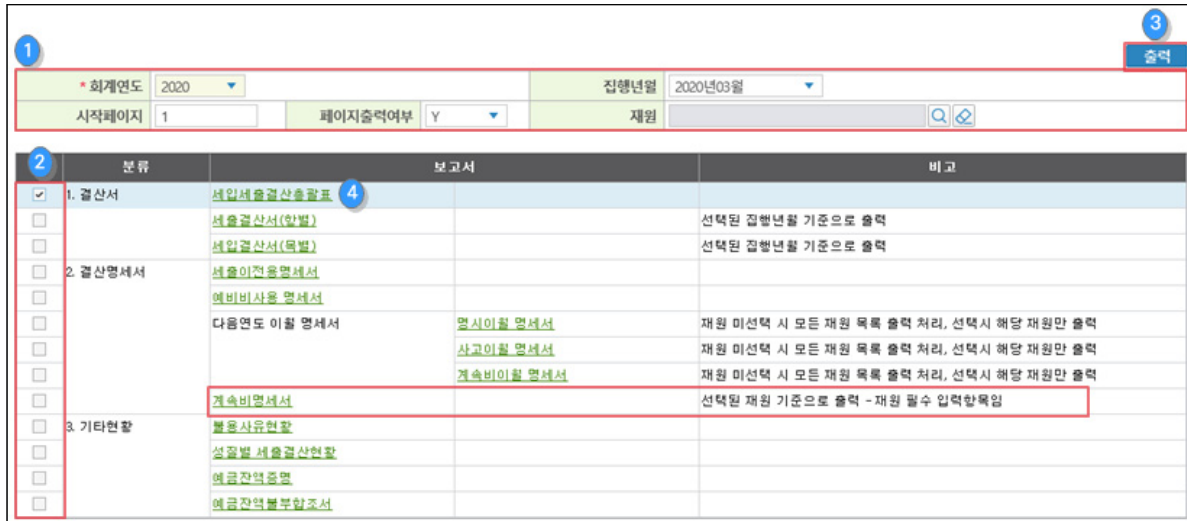 3
1
출력
* 회계연도 2020 집행년월 2020년03월
시작페이지 1 페이지출력여부 Y 재원
2 분류 보고서 비고
1. 결산서 세입세출결산총괄표 4
세출결산서(항별) 선택된 집행년월 기준으로 출력
세입결산서(목별) 선택된 집행년월 기준으로 출력
2. 결산명세서 세출이전용명세서
예비비사용 명세서
다음연도 이월 명세서 명시이월 명세서 재원 미선택 시 모든 재원 목록 출력 처리, 선택시 해당 재원만 출력
사고이월 명세서 재원 미선택 시 모든 재원 목록 출력 처리, 선택시 해당 재원만 출력
계속비이월 명세서 재원 미선택 시 모든 재원 목록 출력 처리, 선택시 해당 재원만 출력
계속비명세서 선택된 재원 기준으로 출력 - 재원 필수 입력항목임
3. 기타현황 불용사유현황
성질별 세출결산현황
예금잔액증명
예금잔액불부합조서